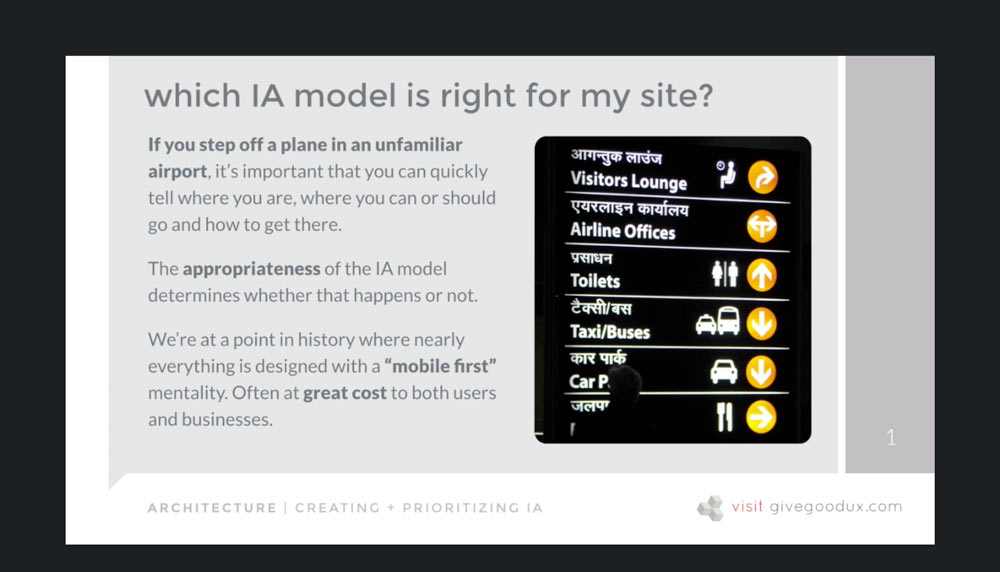 which IA model is right for my site?
If you step off a plane in an unfamiliar
airport, it's important that you can quickly
tell where you are, where you can or should
go and how to get there.
The appropriateness of the IA model
determines whether that happens or not.
We're at a point in history where nearly
everything is designed with a “mobile first”
mentality. Often at great cost to both users
and businesses.
आगन्तुक लाउंज
Visitors Lounge
एयरलाइन कार्यालय
Airline Offices
प्रसाधन
Toilets
टैक्सी/बस
Taxi/Buses
कार पार्क
Car
1
ARCHITECTURE | CREATING + PRIORITIZING IA
visit givegoodux.com